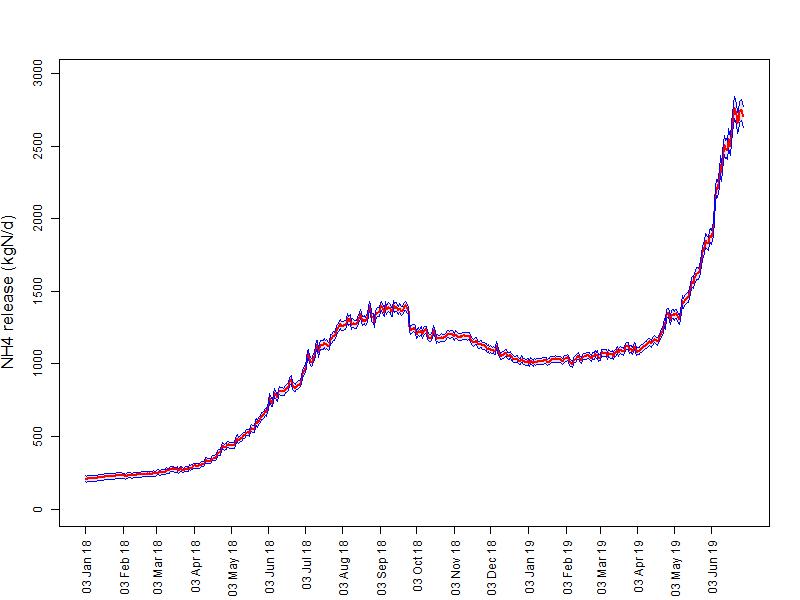 NH4 release (kgN/d)
3000
2500
2000
1500
1000
500
0
03 Jan 18
03 Feb 18
03 Mar 18
03 Apr 18
03 May 18
03 Jun 18
03 Jul 18
03 Aug 18
03 Sep 18
03 Oct 18
03 Nov 18
03 Dec 18
03 Jan 19
03 Feb 19
03 Mar 19
03 Apr 19
03 May 19
03 Jun 19